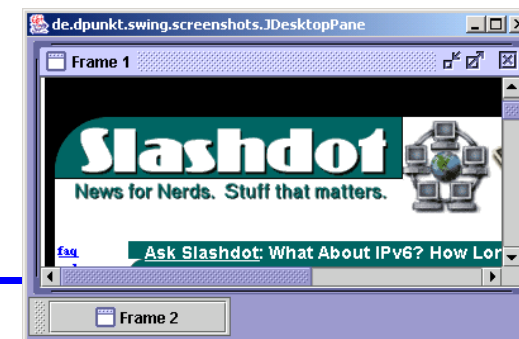 de.dpunkt.swing.screenshots.JDesktopPane
Frame 1
Slashdot
News for Nerds. Stuff that matters.
faq
Ask Slashdot: What About IPv6? How Lor
Frame 2